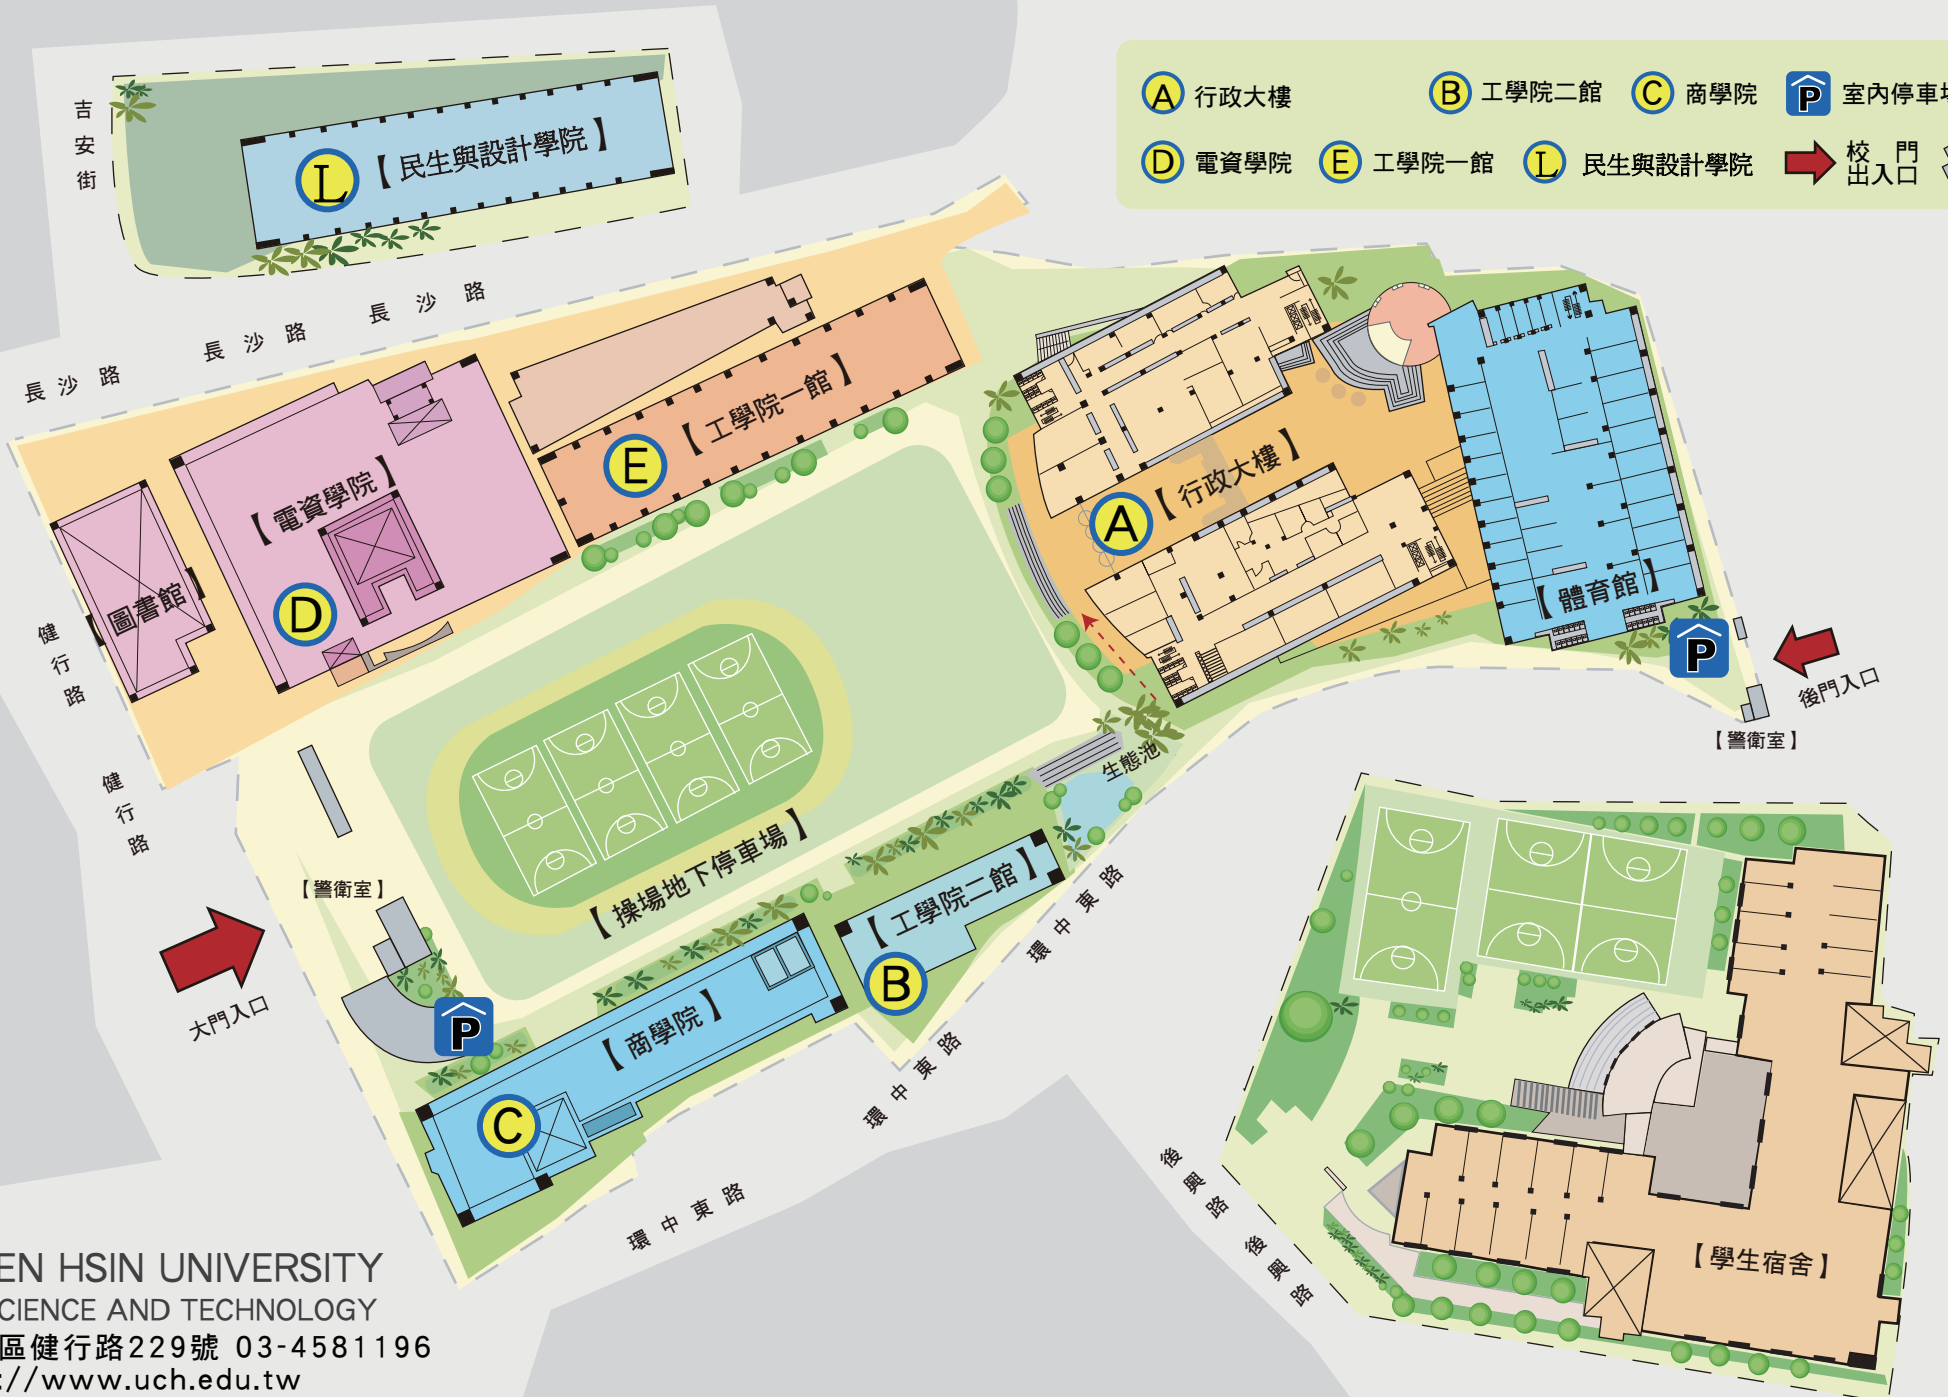 A 行政大樓
B 工學院二館
C 商學院
P 室內停車場
D 電資學院
E 工學院一館
L 民生與設計學院
校門
出入口
吉安街
L 【民生與設計學院】
長沙路
長沙路
長沙路
E 【工學院一館】
【電資學院】
D
圖書館
A 【行政大樓】
【體育館】
P
後門入口
【警衛室】
健行路
健行路
生態池
【操場地下停車場】
【工學院二館】
B
【警衛室】
大門入口
P
【商學院】
C
環中東路
環中東路
環中東路
後興路
後興路
【學生宿舍】
EN HSIN UNIVERSITY
CIENCE AND TECHNOLOGY
區健行路229號 03-4581196
://www.uch.edu.tw